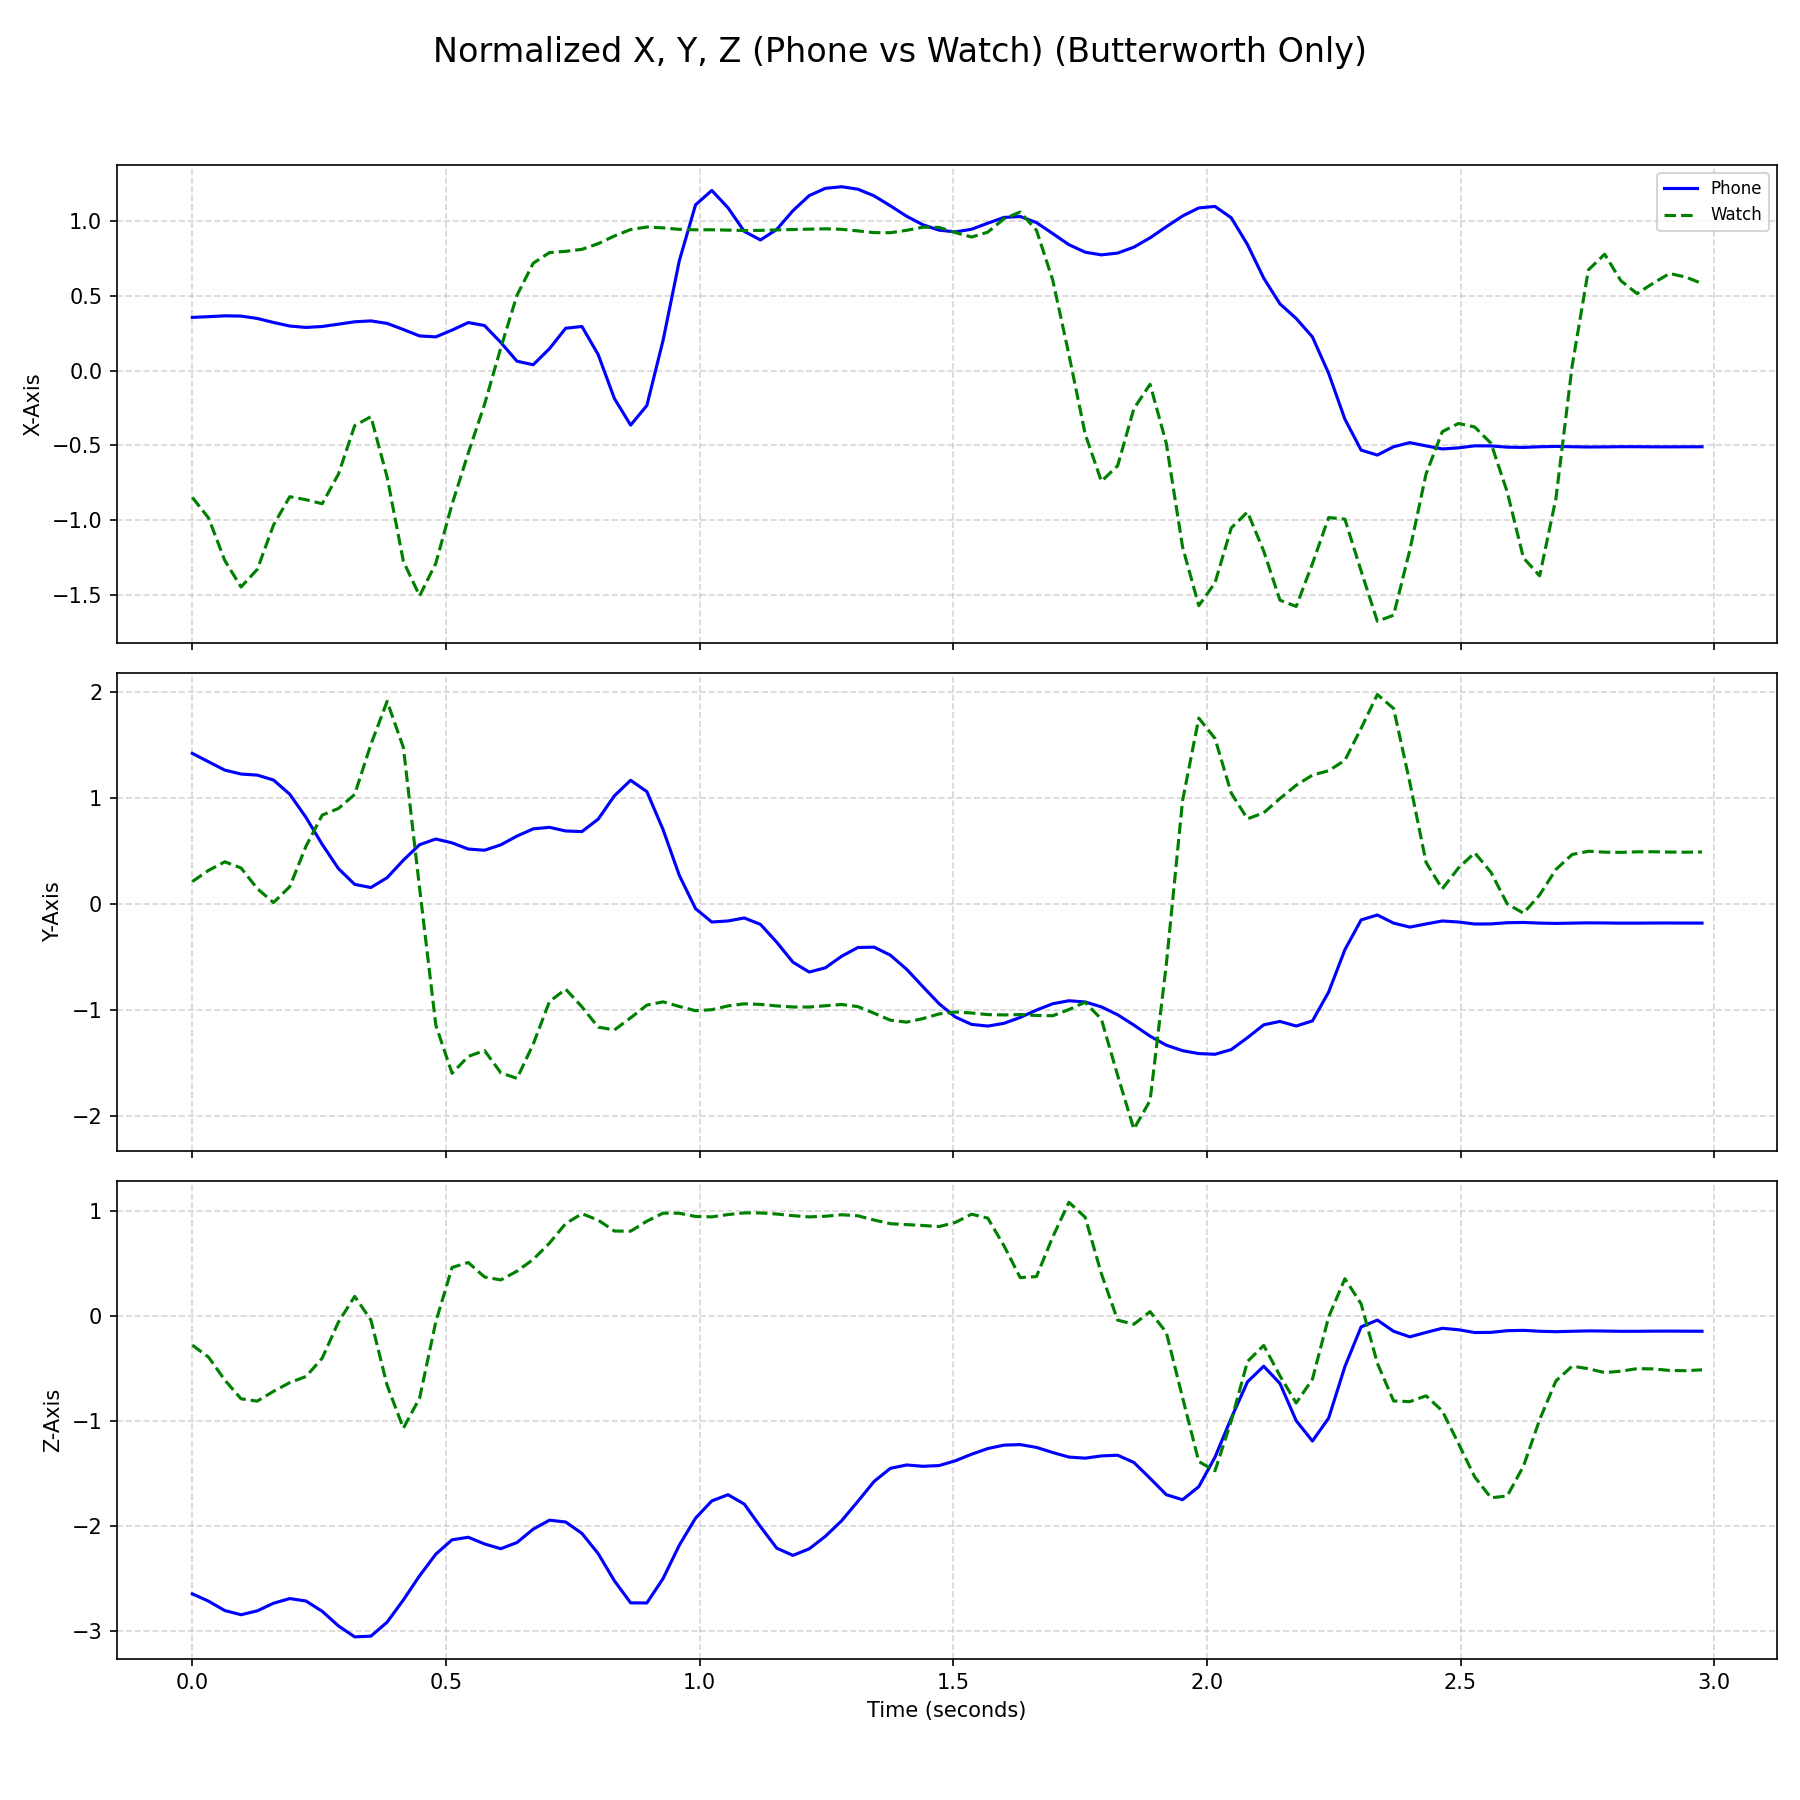 Normalized X, Y, Z (Phone vs Watch) (Butterworth Only)
Phone
Watch
1.0
0.5
0.0
−0.5
−1.0
−1.5
X-Axis
2
1
0
−1
−2
Y-Axis
1
0
−1
−2
−3
Z-Axis
0.0 0.5 1.0 1.5 2.0 2.5 3.0
Time (seconds)